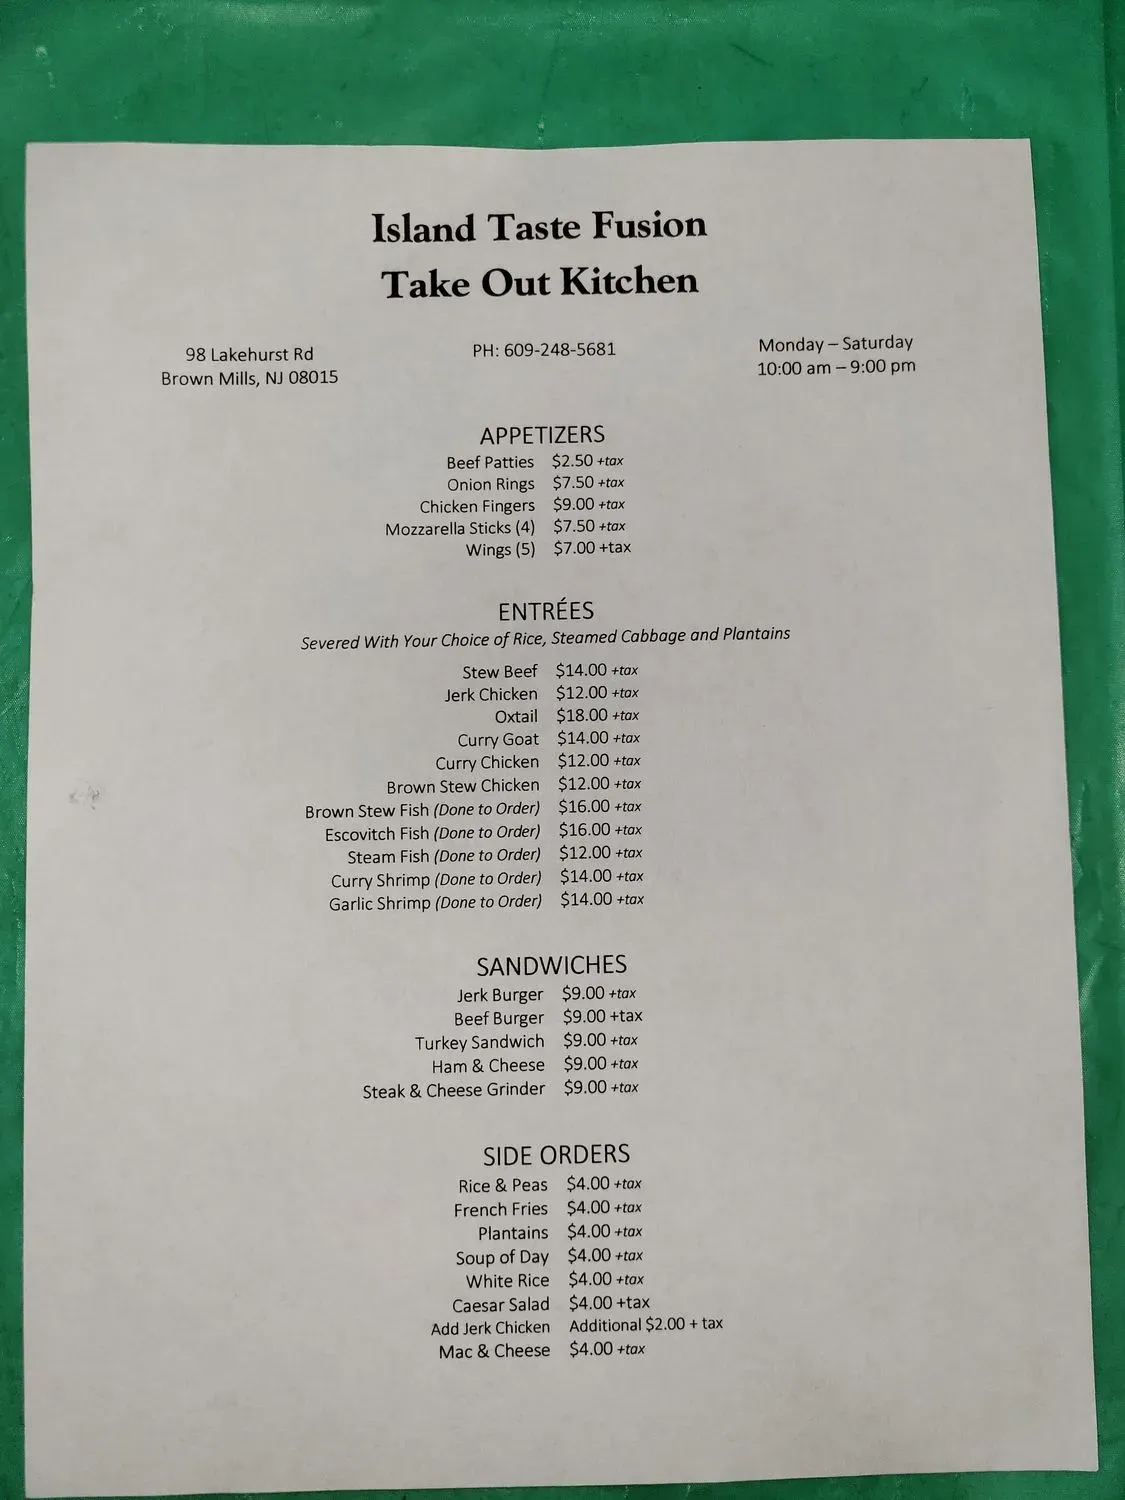 Island Taste Fusion
Take Out Kitchen
98 Lakehurst Rd
Brown Mills, NJ 08015
PH: 609-248-5681
Monday – Saturday
10:00 am – 9:00 pm
APPETIZERS
Beef Patties $2.50 +tax
Onion Rings $7.50 +tax
Chicken Fingers $9.00 +tax
Mozzarella Sticks (4) $7.50 +tax
Wings (5) $7.00 +tax
ENTRÉES
Severed With Your Choice of Rice, Steamed Cabbage and Plantains
Stew Beef $14.00 +tax
Jerk Chicken $12.00 +tax
Oxtail $18.00 +tax
Curry Goat $14.00 +tax
Curry Chicken $12.00 +tax
Brown Stew Chicken $12.00 +tax
Brown Stew Fish (Done to Order) $16.00 +tax
Escovitch Fish (Done to Order) $16.00 +tax
Steam Fish (Done to Order) $12.00 +tax
Curry Shrimp (Done to Order) $14.00 +tax
Garlic Shrimp (Done to Order) $14.00 +tax
SANDWICHES
Jerk Burger $9.00 +tax
Beef Burger $9.00 +tax
Turkey Sandwich $9.00 +tax
Ham & Cheese $9.00 +tax
Steak & Cheese Grinder $9.00 +tax
SIDE ORDERS
Rice & Peas $4.00 +tax
French Fries $4.00 +tax
Plantains $4.00 +tax
Soup of Day $4.00 +tax
White Rice $4.00 +tax
Caesar Salad $4.00 +tax
Add Jerk Chicken Additional $2.00 + tax
Mac & Cheese $4.00 +tax